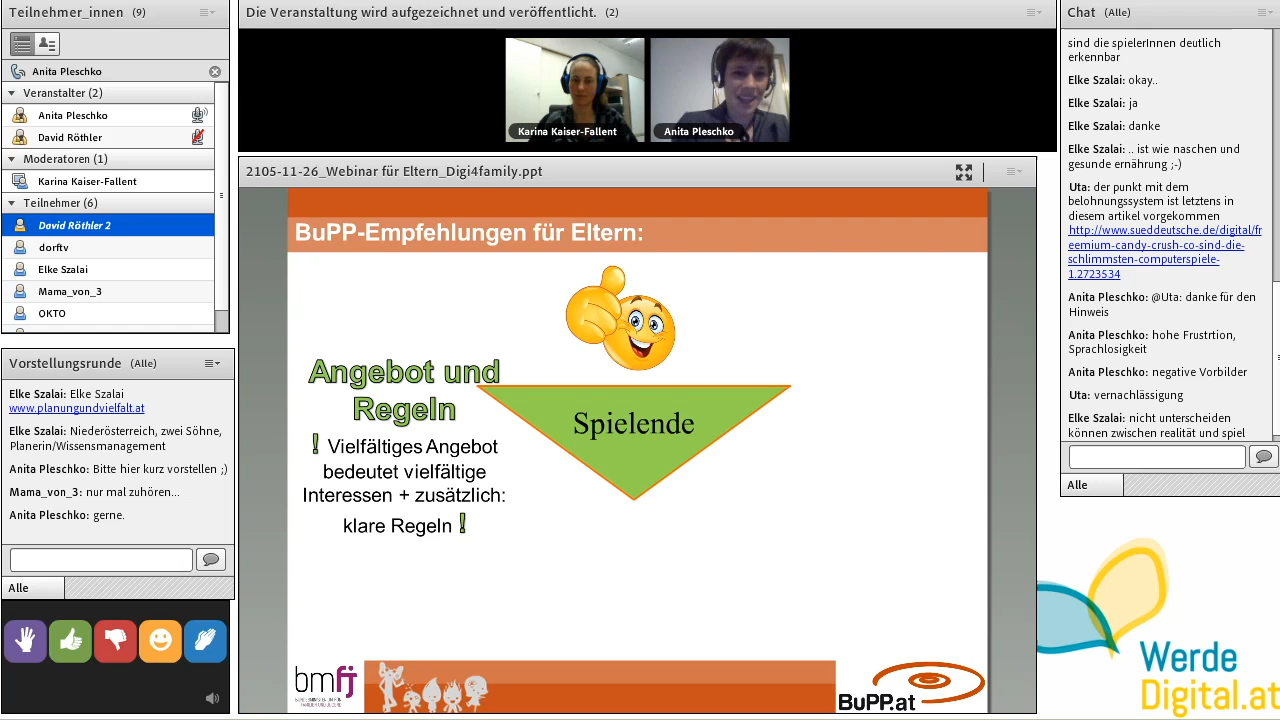 Teilnehmer_innen (9)
Anita Pleschko
Veranstalter (2)
Anita Pleschko
David Röthler
Moderatoren (1)
Karina Kaiser-Fallent
Teilnehmer (6)
David Röthler 2
dorftv
Elke Szalai
Mama_von_3
OKTO
Vorstellungsrunde (Alle)
Elke Szalai: Elke Szalai
www.planungundvielfalt.at
Elke Szalai: Niederösterreich, zwei Söhne,
Planerin/Wissensmanagement
Anita Pleschko: Bitte hier kurz vorstellen ;)
Mama_von_3: nur mal zuhören...
Anita Pleschko: gerne.
Alle
Die Veranstaltung wird aufgezeichnet und veröffentlicht. (2)
Karina Kaiser-Fallent
Anita Pleschko
2105-11-26_Webinar für Eltern_Digi4family.ppt
BuPP-Empfehlungen für Eltern:
Angebot und
Regeln
! Vielfältiges Angebot
bedeutet vielfältige
Interessen + zusätzlich:
klare Regeln !
Spielende
bmfj
BuPP.at
Chat (Alle)
sind die spielerInnen deutlich
erkennbar
Elke Szalai: okay..
Elke Szalai: ja
Elke Szalai: danke
Elke Szalai: .. ist wie naschen und
gesunde ernährung ;-)
Uta: der punkt mit dem
belohnungssystem ist letztens in
diesem artikel vorgekommen
http://www.sueddeutsche.de/digital/fr
eemium-candy-crush-co-sind-die-
schlimmsten-computerspiele-
1.2723534
Anita Pleschko: @Uta: danke für den
Hinweis
Anita Pleschko: hohe Frustrtion,
Sprachlosigkeit
Anita Pleschko: negative Vorbilder
Uta: vernachlässigung
Elke Szalai: nicht unterscheiden
können zwischen realität und spiel
Alle
Werde
Digital.at